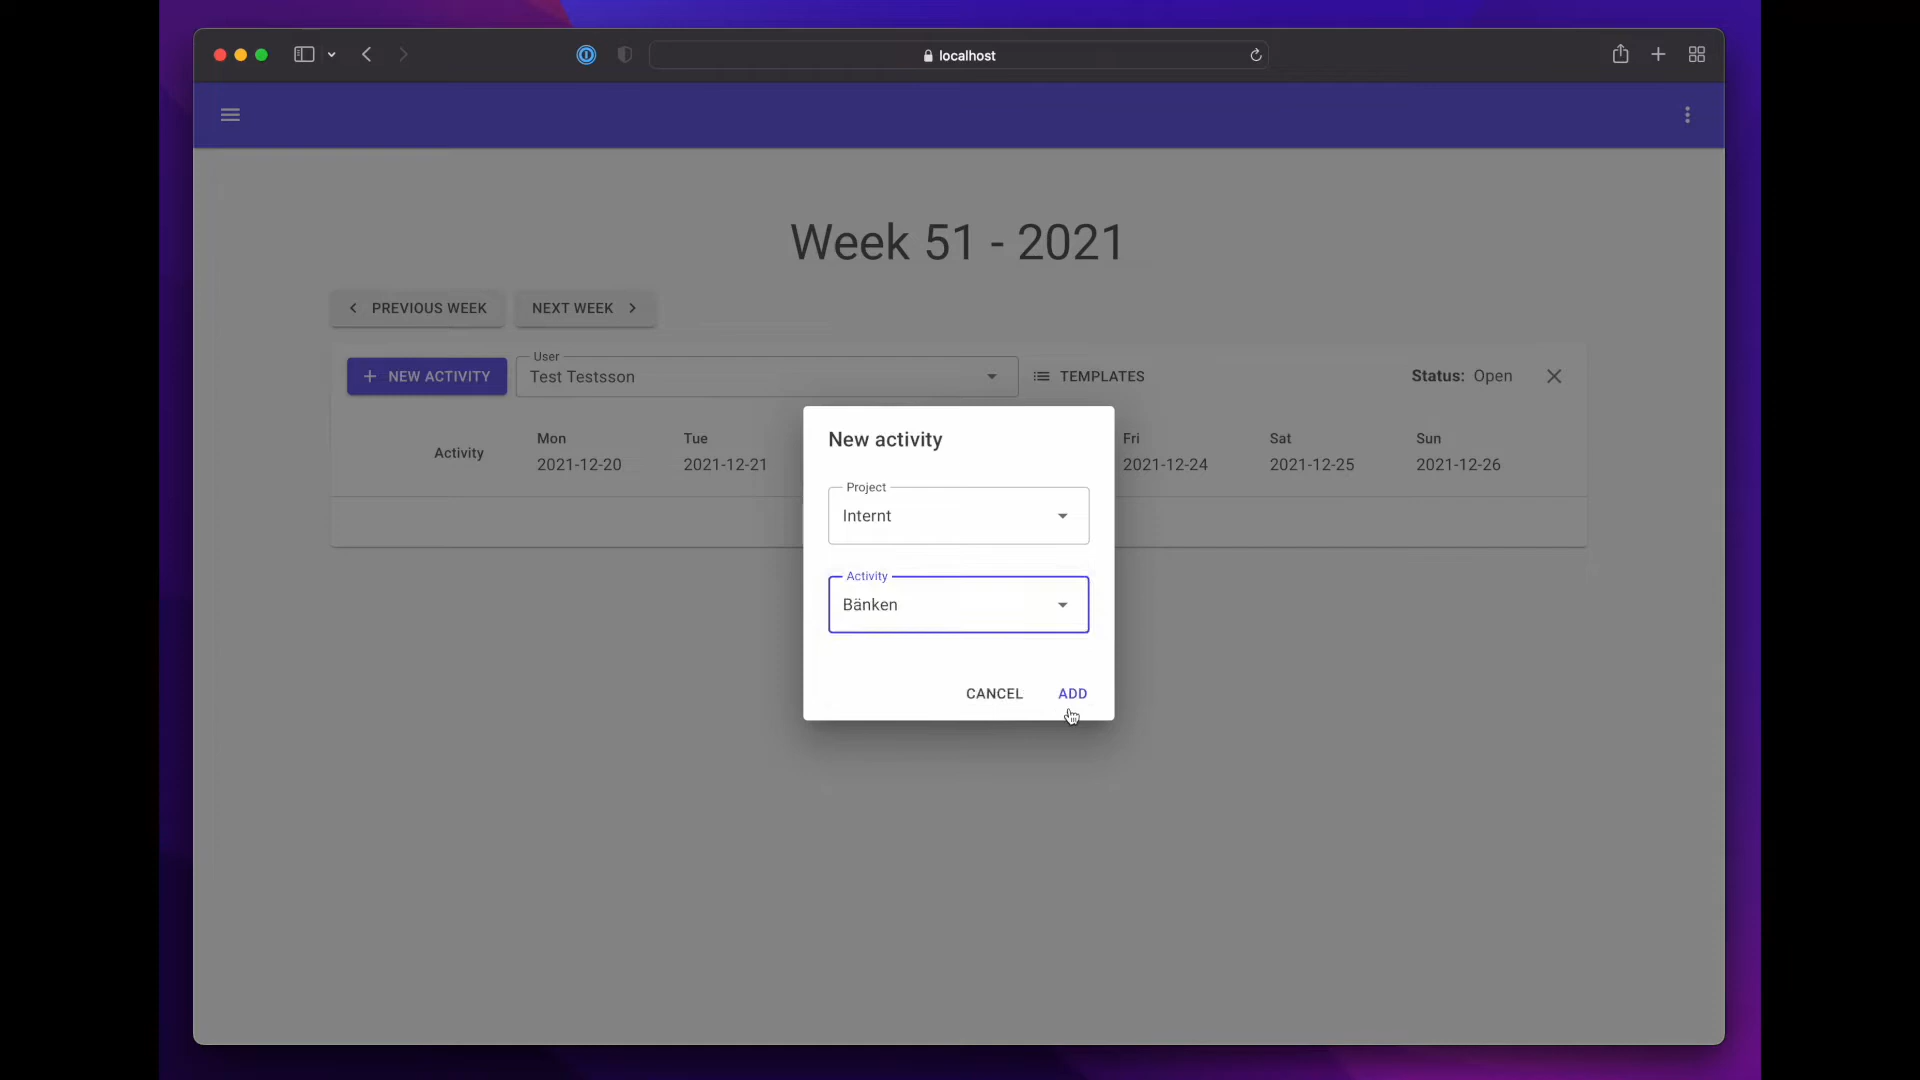 localhost
Week 51 - 2021
PREVIOUS WEEK
NEXT WEEK
NEW ACTIVITY
User
Test Testsson
TEMPLATES
Status: Open
Activity
Mon
2021-12-20
Tue
2021-12-21
Fri
2021-12-24
Sat
2021-12-25
Sun
2021-12-26
New activity
Project
Internt
Activity
Bänken
CANCEL
ADD